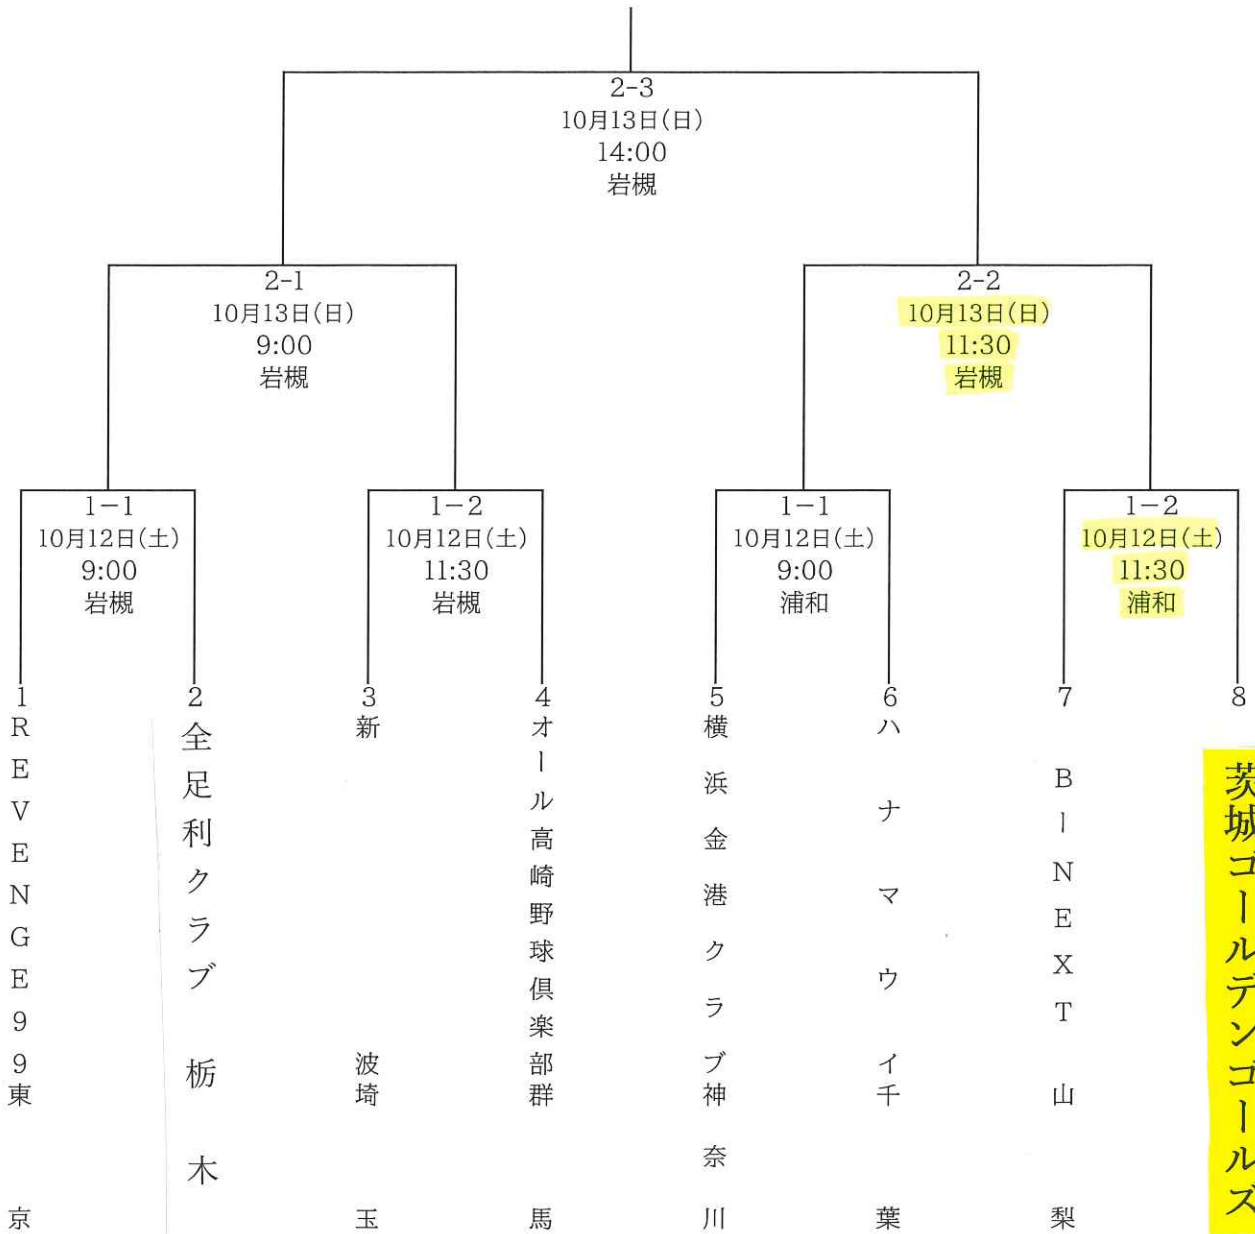 2-3
10月13日(日)
14:00
岩槻
2-1
10月13日(日)
9:00
岩槻
2-2
10月13日(日)
11:30
岩槻
1-1
10月12日(土)
9:00
岩槻
1-2
10月12日(土)
11:30
岩槻
1-1
10月12日(土)
9:00
浦和
1-2
10月12日(土)
11:30
浦和
1
REVENGE99
東京
2
全足利クラブ
栃木
3
新波
埼玉
4
オール高崎野球倶楽部
群馬
5
横浜金港クラブ
神奈川
6
ハナマウイ
千葉
7
BI-NEXT
山梨
8
茨城ゴールデンゴールズ